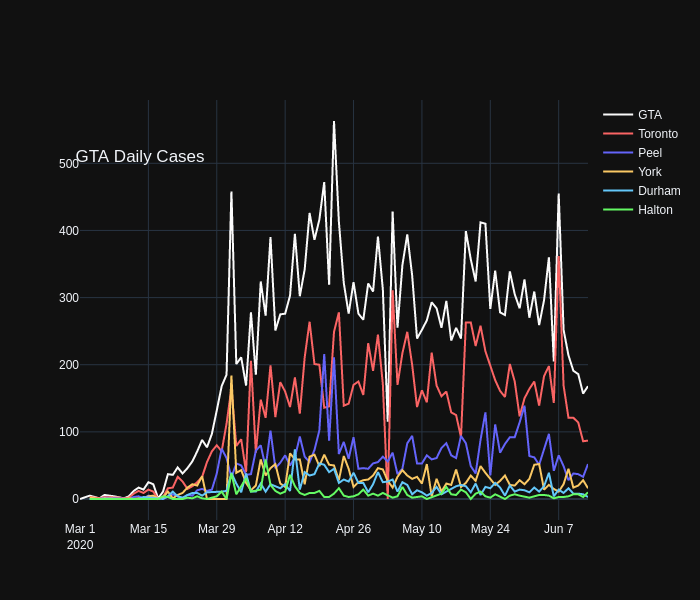 GTA Daily Cases
500
400
300
200
100
0
Mar 1
2020
Mar 15
Mar 29
Apr 12
Apr 26
May 10
May 24
Jun 7
GTA
Toronto
Peel
York
Durham
Halton